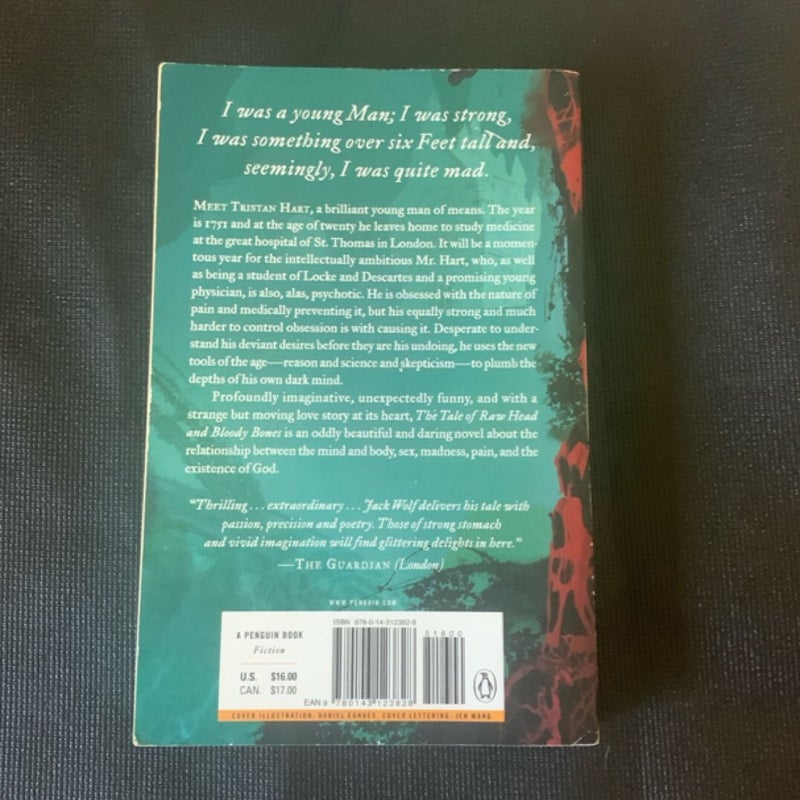 I was a young Man; I was strong,
I was something over six Feet tall and,
seemingly, I was quite mad.
MEET TRISTAN HART, a brilliant young man of means. The year
is 1751 and at the age of twenty he leaves home to study medicine
at the great hospital of St. Thomas in London. It will be a momen-
tous year for the intellectually ambitious Mr. Hart, who, as well
as being a student of Locke and Descartes and a promising young
physician, is also, alas, psychotic. He is obsessed with the nature of
pain and medically preventing it, but his equally strong and much
harder to control obsession is with causing it. Desperate to under-
stand his deviant desires before they are his undoing, he uses the new
tools of the age—reason and science and skepticism—to plumb the
depths of his own dark mind.
Profoundly imaginative, unexpectedly funny, and with a
strange but moving love story at its heart, The Tale of Raw Head
and Bloody Bones is an oddly beautiful and daring novel about the
relationship between the mind and body, sex, madness, pain, and the
existence of God.
“Thrilling . . . extraordinary . . . Jack Wolf delivers his tale with
passion, precision and poetry. Those of strong stomach
and vivid imagination will find glittering delights in here.”
—THE GUARDIAN (London)
WWW.PENGUIN.COM
A PENGUIN BOOK
Fiction
U.S. $16.00
CAN. $17.00
ISBN 978-0-14-312382-8
51600
EAN 9 780143 123828
COVER ILLUSTRATION: DANIEL EGNÉUS. COVER LETTERING: JEN WANG